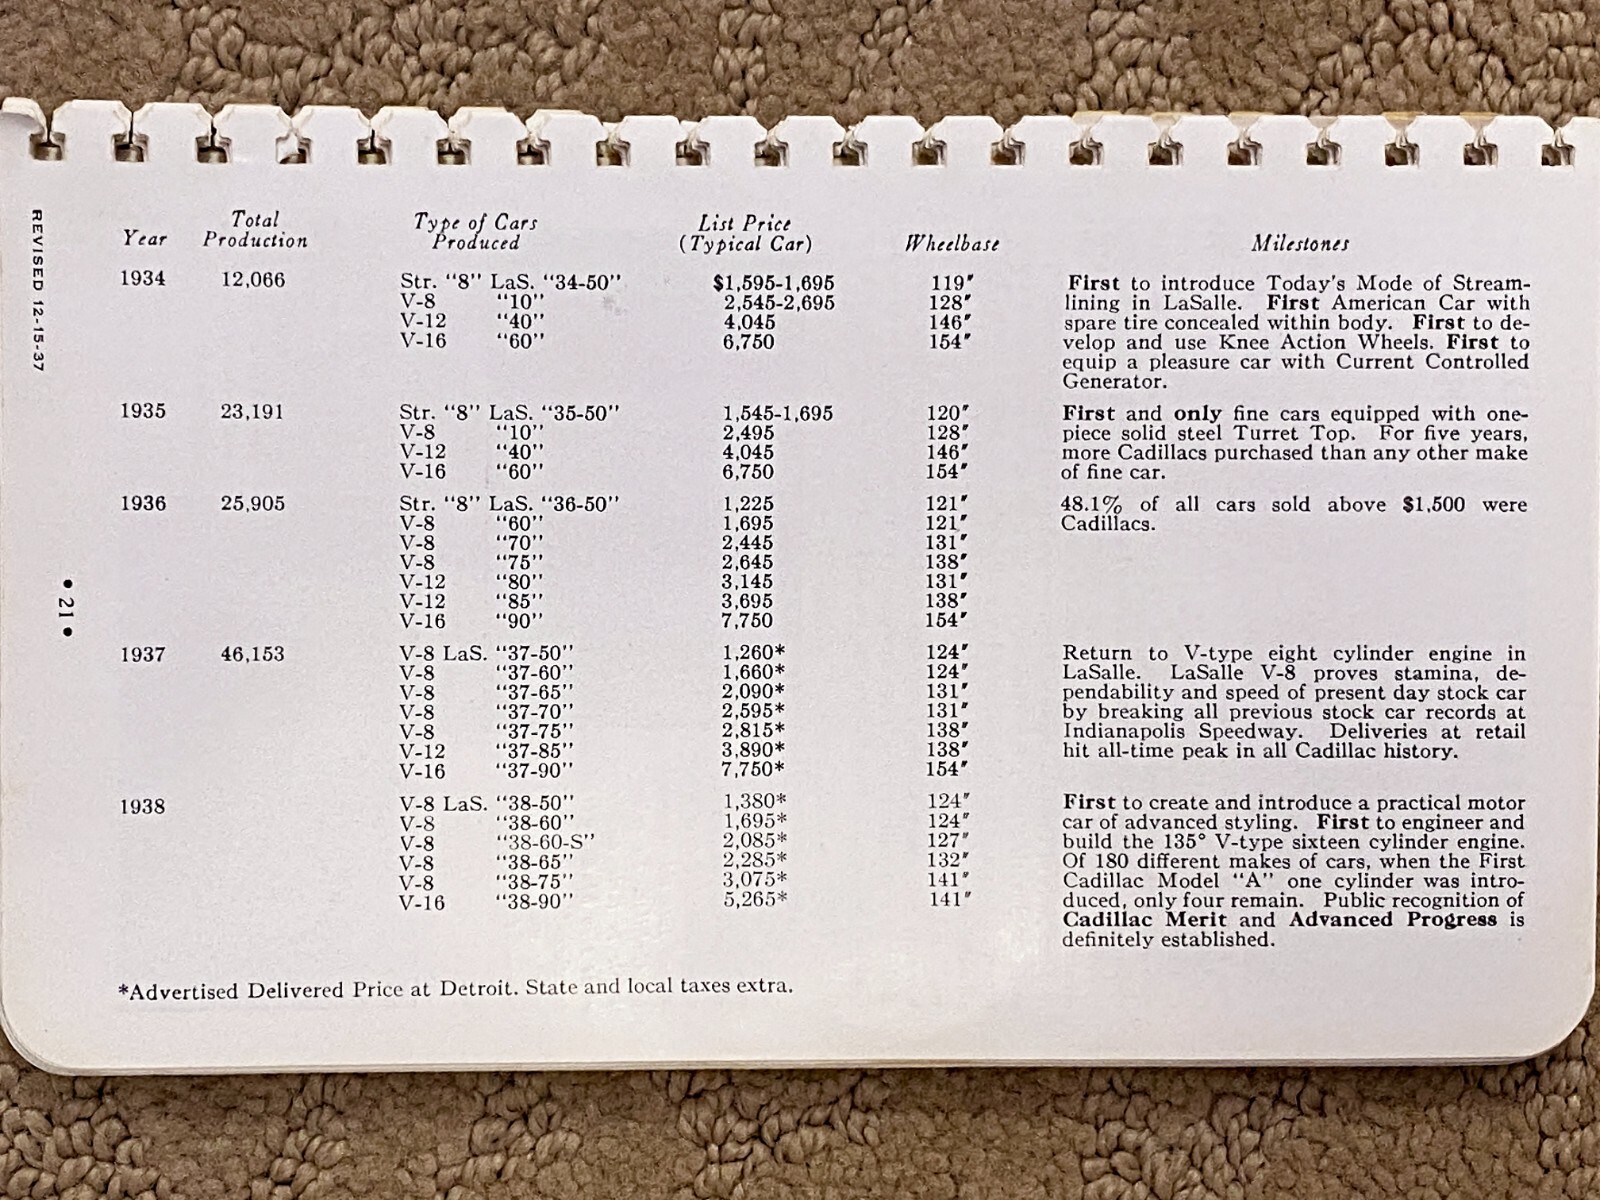 REVISED 12-15-37
• 21 •
Year Total Production Type of Cars Produced List Price (Typical Car) Wheelbase Milestones
1934 12,066 Str. “8” LaS. “34-50” $1,595-1,695 119″ First to introduce Today's Mode of Stream-
V-8 “10” 2,545-2,695 128″ lining in LaSalle. First American Car with
V-12 “40” 4,045 146″ spare tire concealed within body. First to de-
V-16 “60” 6,750 154″ velop and use Knee Action Wheels. First to
equip a pleasure car with Current Controlled
Generator.
1935 23,191 Str. “8” LaS. “35-50” 1,545-1,695 120″ First and only fine cars equipped with one-
V-8 “10” 2,495 128″ piece solid steel Turret Top. For five years,
V-12 “40” 4,045 146″ more Cadillacs purchased than any other make
V-16 “60” 6,750 154″ of fine car.
1936 25,905 Str. “8” LaS. “36-50” 1,225 121″ 48.1% of all cars sold above $1,500 were
V-8 “60” 1,695 121″ Cadillacs.
V-8 “70” 2,445 131″
V-8 “75” 2,645 138″
V-12 “80” 3,145 131″
V-12 “85” 3,695 138″
V-16 “90” 7,750 154″
1937 46,153 V-8 LaS. “37-50” 1,260* 124″ Return to V-type eight cylinder engine in
V-8 “37-60” 1,660* 124″ LaSalle. LaSalle V-8 proves stamina, de-
V-8 “37-65” 2,090* 131″ pendability and speed of present day stock car
V-8 “37-70” 2,595* 131″ by breaking all previous stock car records at
V-8 “37-75” 2,815* 138″ Indianapolis Speedway. Deliveries at retail
V-12 “37-85” 3,890* 138″ hit all-time peak in all Cadillac history.
V-16 “37-90” 7,750* 154″
1938 V-8 LaS. “38-50” 1,380* 124″ First to create and introduce a practical motor
V-8 “38-60” 1,695* 124″ car of advanced styling. First to engineer and
V-8 “38-60-S” 2,085* 127″ build the 135° V-type sixteen cylinder engine.
V-8 “38-65” 2,285* 132″ Of 180 different makes of cars, when the First
V-8 “38-75” 3,075* 141″ Cadillac Model “A” one cylinder was intro-
V-16 “38-90” 5,265* 141″ duced, only four remain. Public recognition of
Cadillac Merit and Advanced Progress is
definitely established.
*Advertised Delivered Price at Detroit. State and local taxes extra.